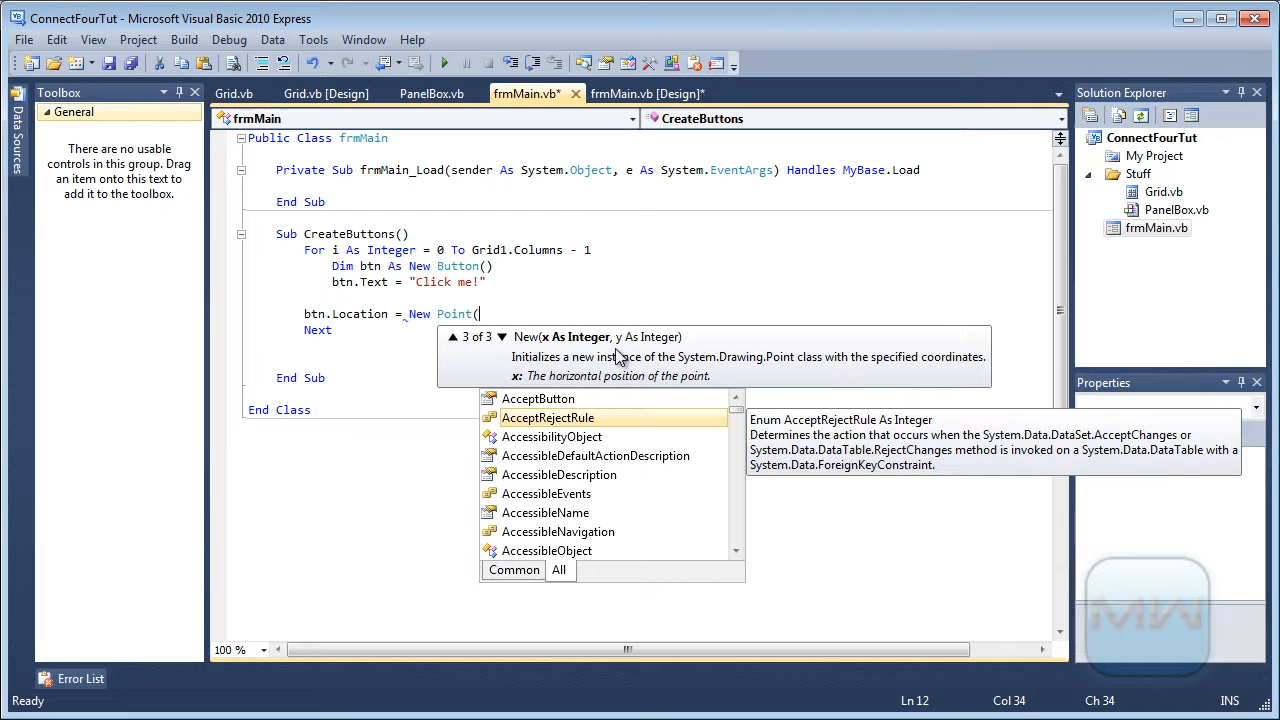 ConnectFourTut - Microsoft Visual Basic 2010 Express
File Edit View Project Build Debug Data Tools Window Help
Data Sources
Toolbox
General
There are no usable
controls in this group. Drag
an item onto this text to
add it to the toolbox.
Grid.vb Grid.vb [Design] PanelBox.vb frmMain.vb* frmMain.vb [Design]*
frmMain CreateButtons
Public Class frmMain
Private Sub frmMain_Load(sender As System.Object, e As System.EventArgs) Handles MyBase.Load
End Sub
Sub CreateButtons()
For i As Integer = 0 To Grid1.Columns - 1
Dim btn As New Button()
btn.Text = "Click me!"
btn.Location = New Point(
Next
End Sub
End Class
3 of 3 New(x As Integer, y As Integer)
Initializes a new instance of the System.Drawing.Point class with the specified coordinates.
x: The horizontal position of the point.
AcceptButton
AcceptRejectRule
AccessibilityObject
AccessibleDefaultActionDescription
AccessibleDescription
AccessibleEvents
AccessibleName
AccessibleNavigation
AccessibleObject
Common All
Enum AcceptRejectRule As Integer
Determines the action that occurs when the System.Data.DataSet.AcceptChanges or
System.Data.DataTable.RejectChanges method is invoked on a System.Data.DataTable with a
System.Data.ForeignKeyConstraint.
100 %
Solution Explorer
ConnectFourTut
My Project
Stuff
Grid.vb
PanelBox.vb
frmMain.vb
Properties
MW
Error List
Ready Ln 12 Col 34 Ch 34 INS